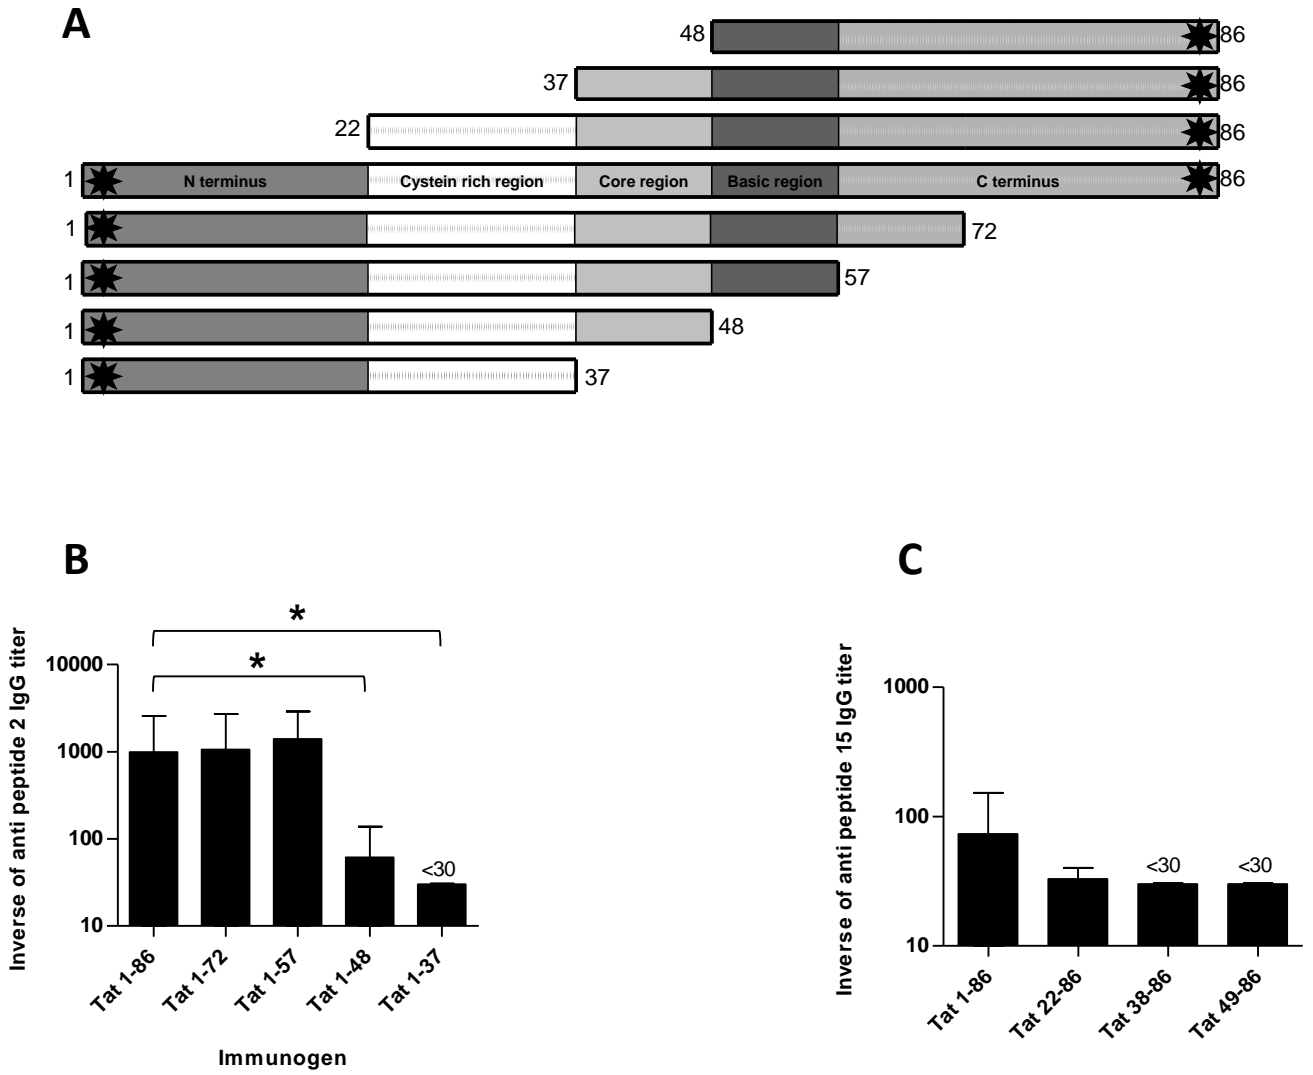 A
48 86
37 86
22 86
1 N terminus Cystein rich region Core region Basic region C terminus 86
1 72
1 57
1 48
1 37
B
*
*
Inverse of anti peptide 2 IgG titer
10000
1000
100
10
<30
Tat 1-86
Tat 1-72
Tat 1-57
Tat 1-48
Tat 1-37
Immunogen
C
Inverse of anti peptide 15 IgG titer
1000
100
10
<30
<30
Tat 1-86
Tat 22-86
Tat 38-86
Tat 49-86